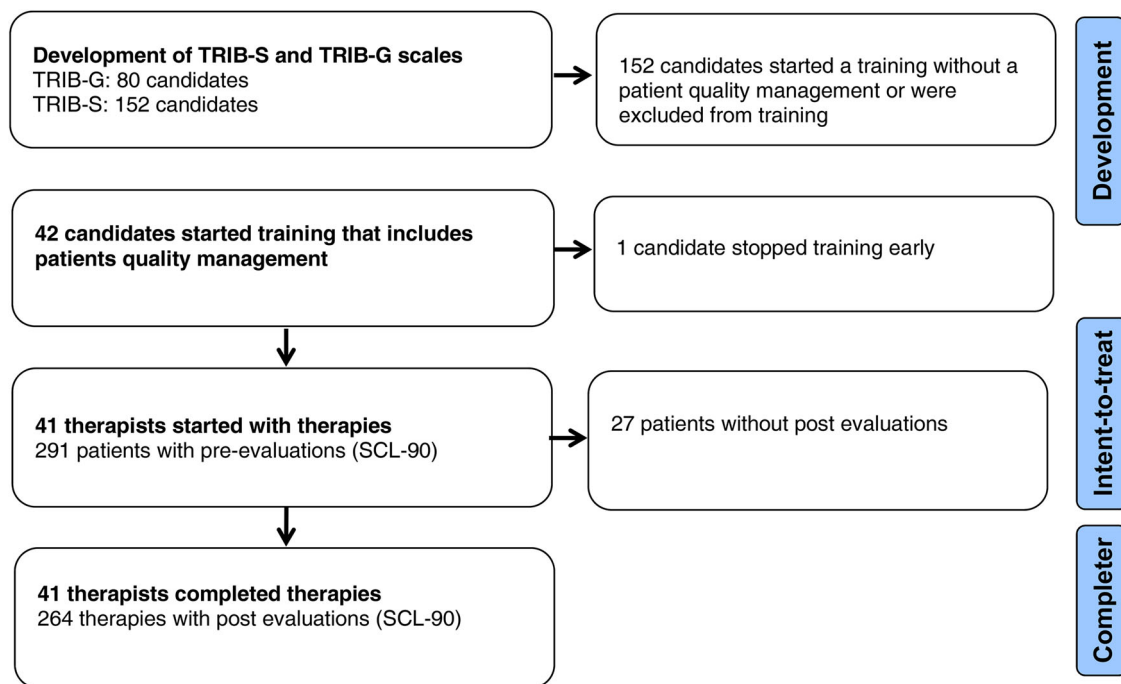 Development of TRIB-S and TRIB-G scales
TRIB-G: 80 candidates
TRIB-S: 152 candidates
152 candidates started a training without a
patient quality management or were
excluded from training
Development
42 candidates started training that includes
patients quality management
1 candidate stopped training early
41 therapists started with therapies
291 patients with pre-evaluations (SCL-90)
27 patients without post evaluations
Intent-to-treat
41 therapists completed therapies
264 therapies with post evaluations (SCL-90)
Completer